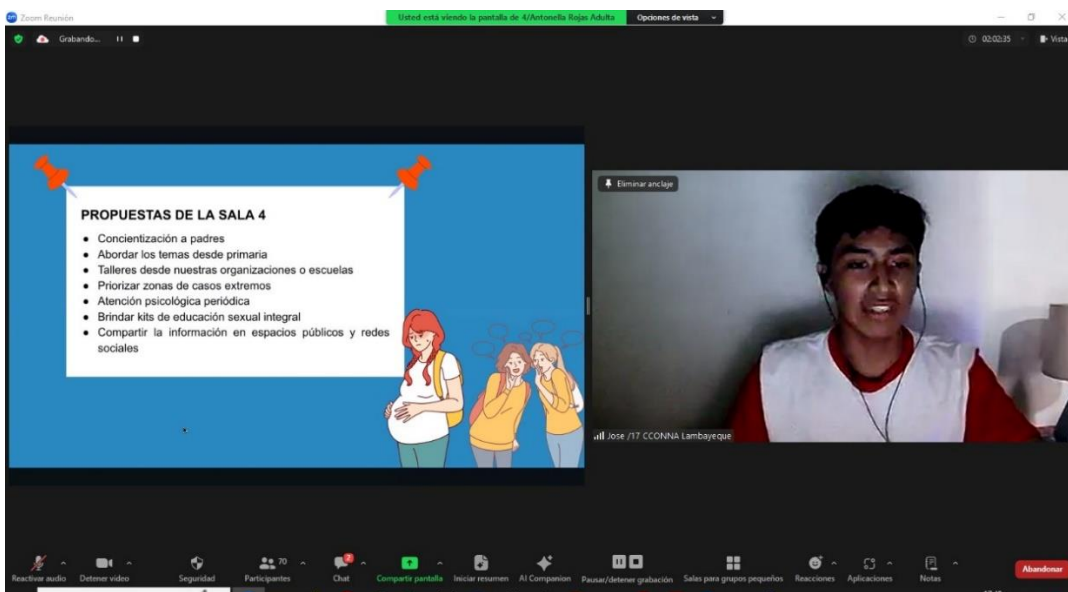 Zoom Reunión
Usted está viendo la pantalla de 4/Antonella Rojas Adulta
Opciones de vista
Grabando...
02:02:35
Vista
PROPUESTAS DE LA SALA 4
● Concientización a padres
● Abordar los temas desde primaria
● Talleres desde nuestras organizaciones o escuelas
● Priorizar zonas de casos extremos
● Atención psicológica periódica
● Brindar kits de educación sexual integral
● Compartir la información en espacios públicos y redes
sociales
Eliminar anclaje
Jose /17 CCONNA Lambayeque
Reactivar audio
Detener video
Seguridad
70
Participantes
2
Chat
Compartir pantalla
Iniciar resumen
AI Companion
Pausar/detener grabación
Salas para grupos pequeños
Reacciones
Aplicaciones
Notas
Abandonar